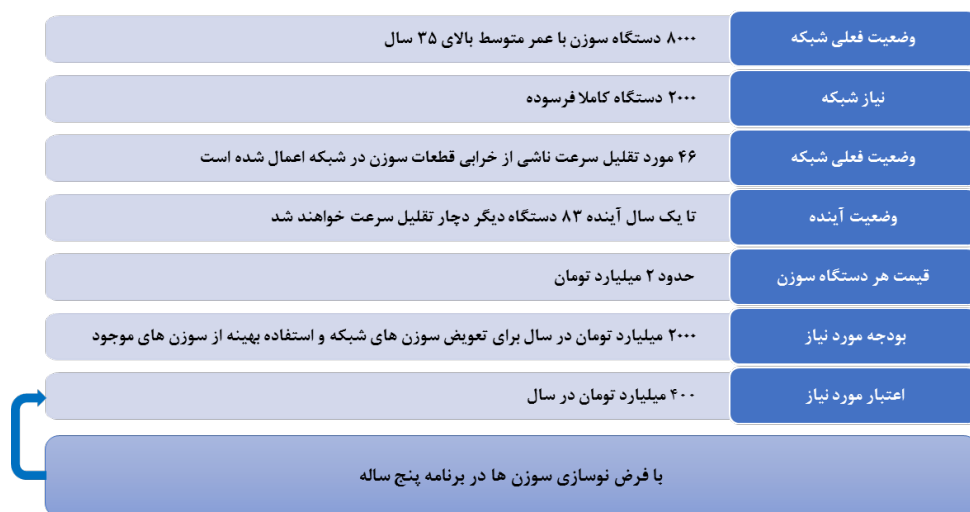 وضعیت فعلی شبکه
۸۰۰۰ دستگاه سوزن با عمر متوسط بالای ۳۵ سال
نیاز شبکه
۲۰۰۰ دستگاه کاملا فرسوده
وضعیت فعلی شبکه
۴۶ مورد تقلیل سرعت ناشی از خرابی قطعات سوزن در شبکه اعمال شده است
وضعیت آینده
تا یک سال آینده ۸۳ دستگاه دیگر دچار تقلیل سرعت خواهند شد
قیمت هر دستگاه سوزن
حدود ۲ میلیارد تومان
بودجه مورد نیاز
۲۰۰۰ میلیارد تومان در سال برای تعویض سوزن های شبکه و استفاده بهینه از سوزن های موجود
اعتبار مورد نیاز
۴۰۰ میلیارد تومان در سال
با فرض نوسازی سوزن ها در برنامه پنج ساله